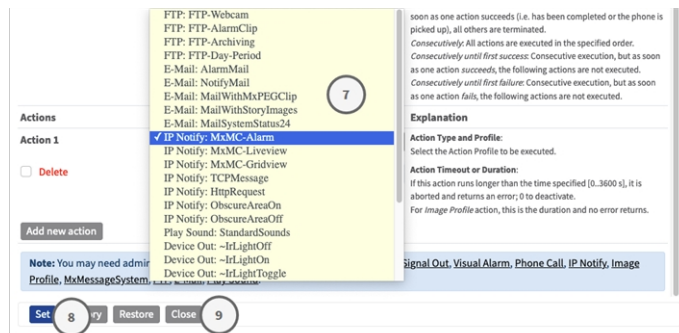 FTP: FTP-Webcam
FTP: FTP-AlarmClip
FTP: FTP-Archiving
FTP: FTP-Day-Period
E-Mail: AlarmMail
E-Mail: NotifyMail
E-Mail: MailWithMxPEGClip
E-Mail: MailWithStoryImages
E-Mail: MailSystemStatus24
✓ IP Notify: MxMC-Alarm
IP Notify: MxMC-Liveview
IP Notify: MxMC-Gridview
IP Notify: TCPMessage
IP Notify: HttpRequest
IP Notify: ObscureAreaOn
IP Notify: ObscureAreaOff
Play Sound: StandardSounds
Device Out: ~IrLightOff
Device Out: ~IrLightOn
Device Out: ~IrLightToggle
7
soon as one action succeeds (i.e. has been completed or the phone is
picked up), all others are terminated.
Consecutively: All actions are executed in the specified order.
Consecutively until first success: Consecutive execution, but as soon
as one action succeeds, the following actions are not executed.
Consecutively until first failure: Consecutive execution, but as soon
as one action fails, the following actions are not executed.
Actions
Explanation
Action 1
Delete
Action Type and Profile:
Select the Action Profile to be executed.
Action Timeout or Duration:
If this action runs longer than the time specified [0..3600 s], it is
aborted and returns an error; 0 to deactivate.
For Image Profile action, this is the duration and no error returns.
Add new action
Note: You may need admin Signal Out, Visual Alarm, Phone Call, IP Notify, Image
Profile, MxMessageSystem,
Set 8 Restore Close 9